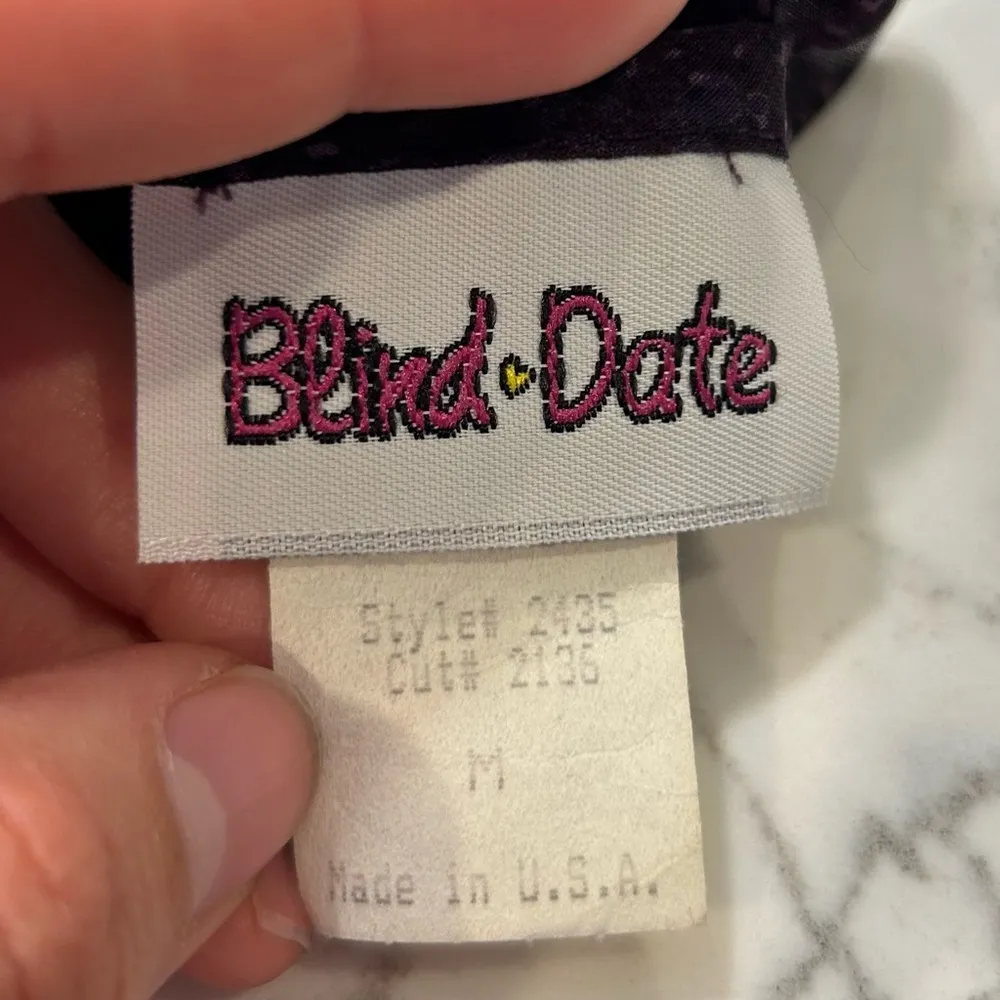 Blind Date
Style# 2435
Cut# 2136
M
Made in U.S.A.